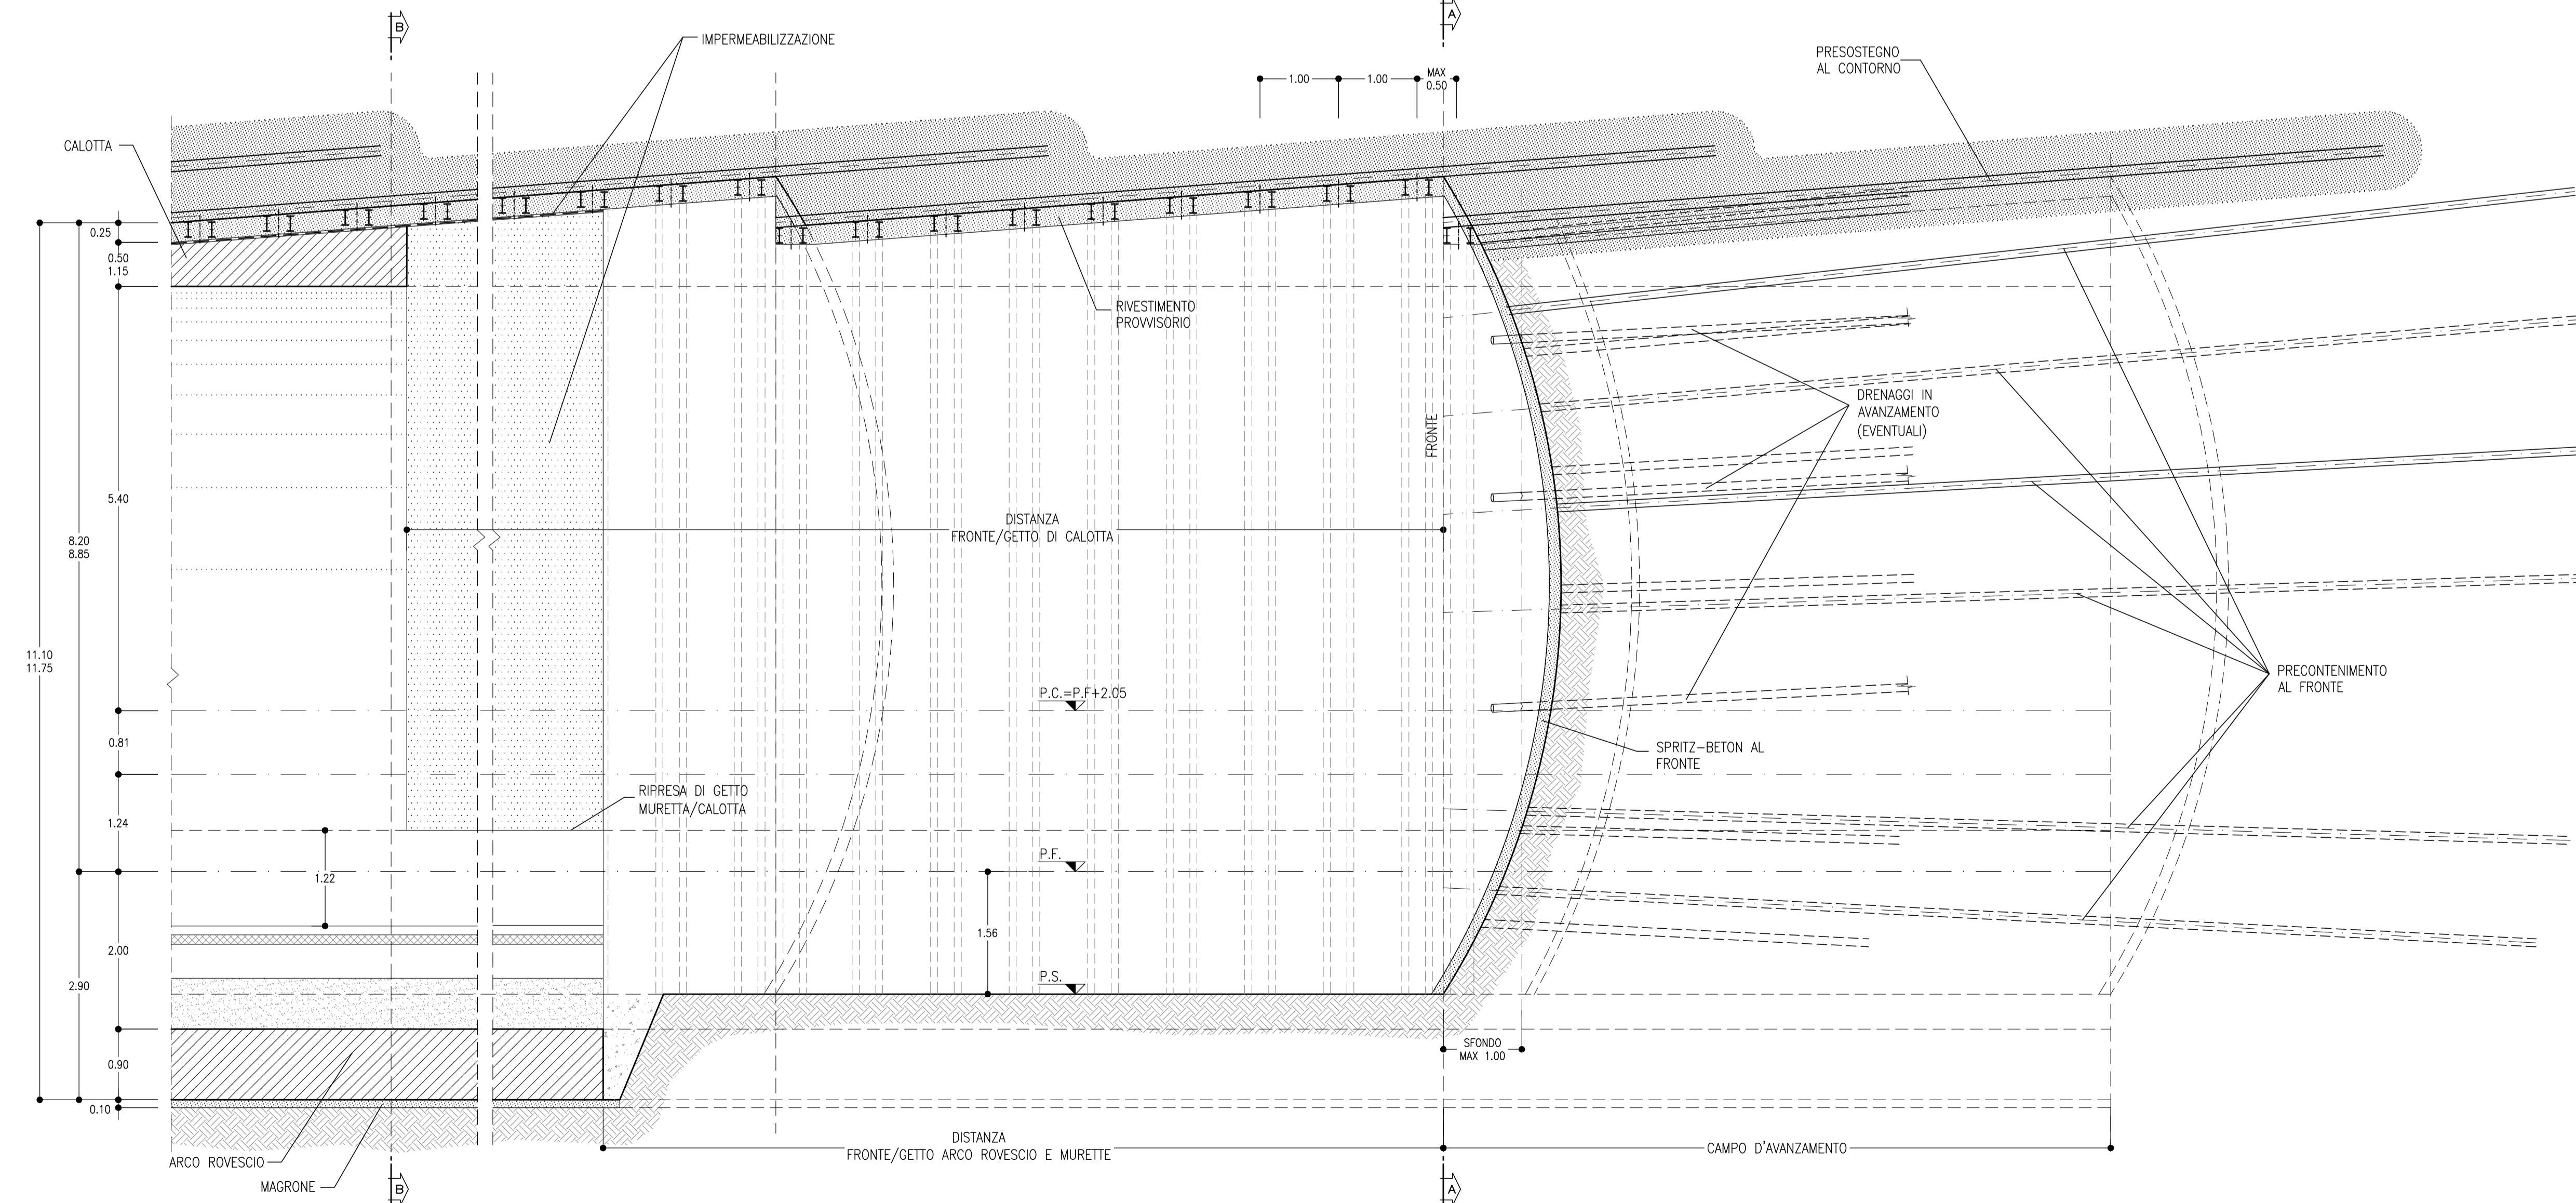 B
A
IMPERMEABILIZZAZIONE
PRESOSTEGNO
AL CONTORNO
1.00
1.00
MAX
0.50
CALOTTA
0.25
0.50
1.15
RIVESTIMENTO
PROVVISORIO
DRENAGGI IN
AVANZAMENTO
(EVENTUALI)
FRONTE
5.40
DISTANZA
FRONTE/GETTO DI CALOTTA
8.20
8.85
11.10
11.75
P.C.=P.F+2.05
PRECONTENIMENTO
AL FRONTE
0.81
SPRITZ-BETON AL
FRONTE
RIPRESA DI GETTO
MURETTA/CALOTTA
1.24
P.F.
1.22
1.56
2.00
P.S.
2.90
SFONDO
MAX 1.00
0.90
0.10
DISTANZA
FRONTE/GETTO ARCO ROVESCIO E MURETTE
CAMPO D'AVANZAMENTO
ARCO ROVESCIO
MAGRONE
B
A